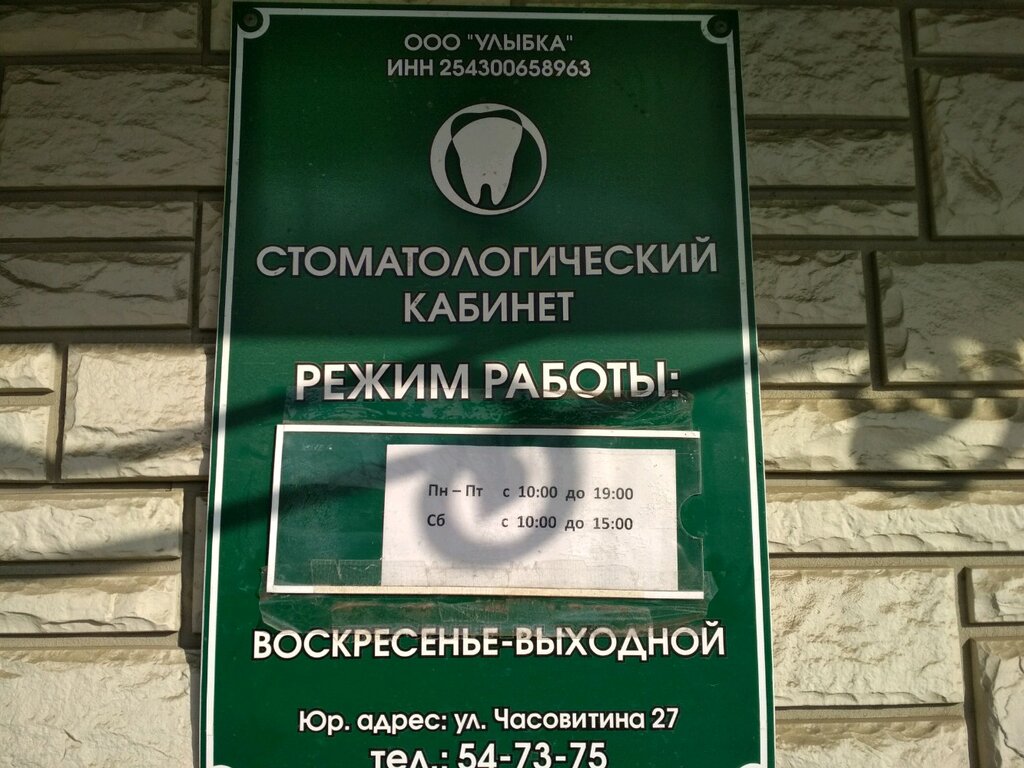 ООО "УЛЫБКА"
ИНН 254300658963
СТОМАТОЛОГИЧЕСКИЙ
КАБИНЕТ
РЕЖИМ РАБОТЫ:
Пн – Пт с 10:00 до 19:00
Сб с 10:00 до 15:00
ВОСКРЕСЕНЬЕ-ВЫХОДНОЙ
Юр. адрес: ул. Часовитина 27
тел.: 54-73-75